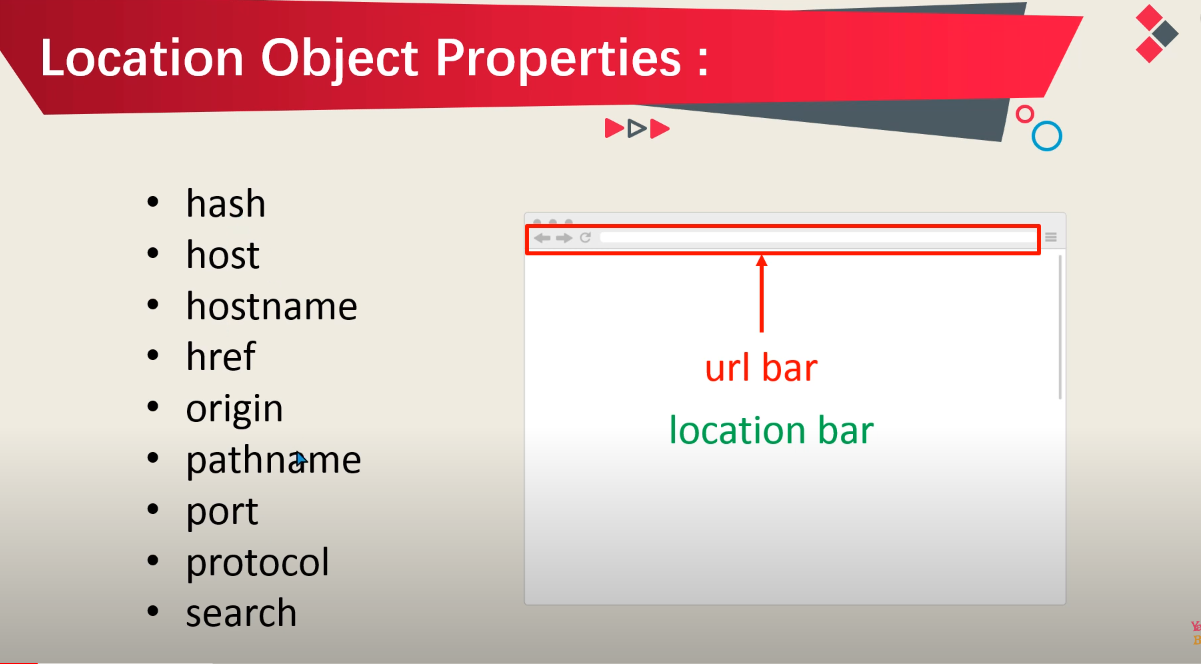 Location Object Properties :
• hash
• host
• hostname
• href
• origin
• pathname
• port
• protocol
• search
url bar
location bar